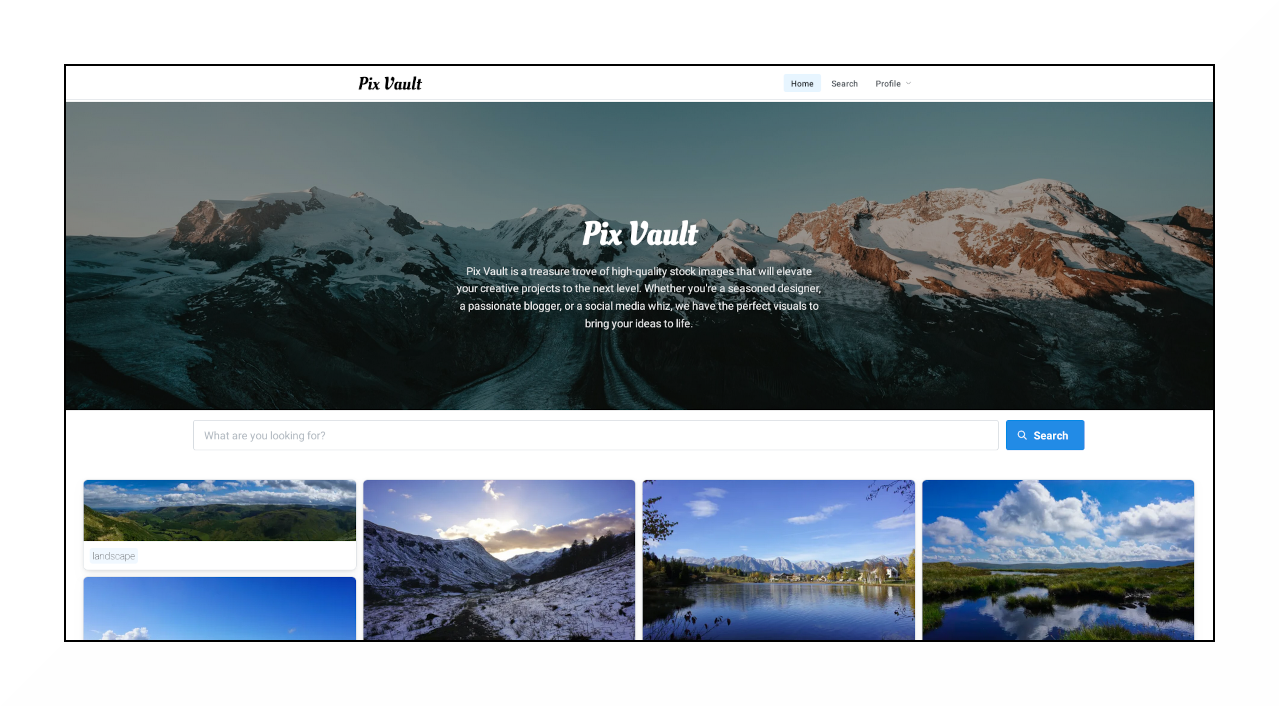 Pix Vault
Home Search Profile
Pix Vault
Pix Vault is a treasure trove of high-quality stock images that will elevate
your creative projects to the next level. Whether you're a seasoned designer,
a passionate blogger, or a social media whiz, we have the perfect visuals to
bring your ideas to life.
What are you looking for?
Search
landscape